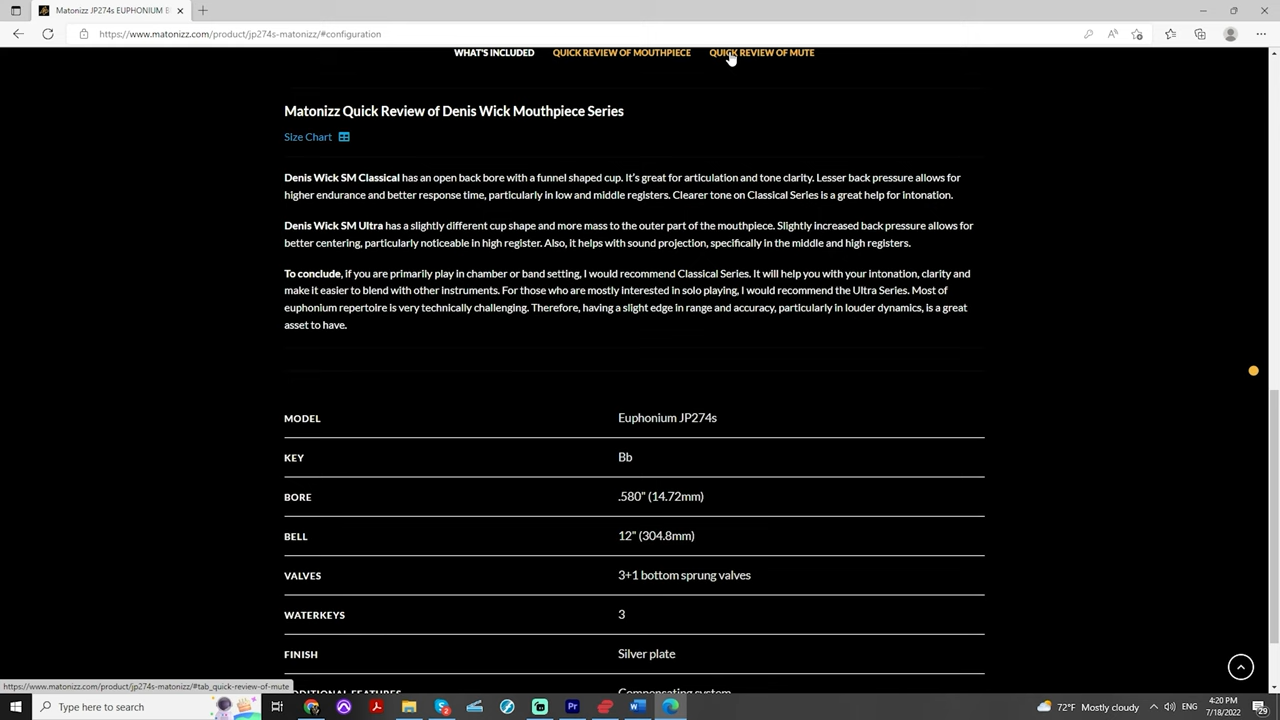 Matonizz JP274s EUPHONIUM B
https://www.matonizz.com/product/jp274s-matonizz/#configuration
WHAT'S INCLUDED QUICK REVIEW OF MOUTHPIECE QUICK REVIEW OF MUTE
Matonizz Quick Review of Denis Wick Mouthpiece Series
Size Chart
Denis Wick SM Classical has an open back bore with a funnel shaped cup. It's great for articulation and tone clarity. Lesser back pressure allows for
higher endurance and better response time, particularly in low and middle registers. Clearer tone on Classical Series is a great help for intonation.
Denis Wick SM Ultra has a slightly different cup shape and more mass to the outer part of the mouthpiece. Slightly increased back pressure allows for
better centering, particularly noticeable in high register. Also, it helps with sound projection, specifically in the middle and high registers.
To conclude, if you are primarily play in chamber or band setting, I would recommend Classical Series. It will help you with your intonation, clarity and
make it easier to blend with other instruments. For those who are mostly interested in solo playing, I would recommend the Ultra Series. Most of
euphonium repertoire is very technically challenging. Therefore, having a slight edge in range and accuracy, particularly in louder dynamics, is a great
asset to have.
MODEL Euphonium JP274s
KEY Bb
BORE .580" (14.72mm)
BELL 12" (304.8mm)
VALVES 3+1 bottom sprung valves
WATERKEYS 3
FINISH Silver plate
ADDITIONAL FEATURES Compensating system
https://www.matonizz.com/product/jp274s-matonizz/#tab_quick-review-of-mute
Type here to search
72°F Mostly cloudy ENG
4:20 PM
7/18/2022
29